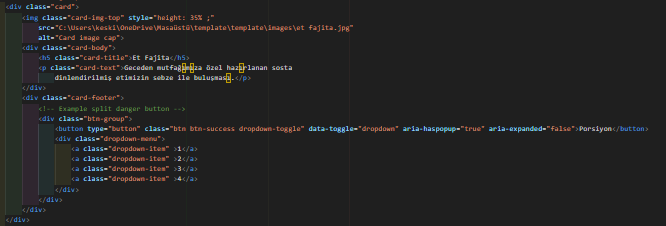 <div class="card">
<img class="card-img-top" style="height: 35% ;"
src="C:\Users\keski\OneDrive\Masaüstü\template\template\images\et fajita.jpg"
alt="Card image cap">
<div class="card-body">
<h5 class="card-title">Et Fajita</h5>
<p class="card-text">Geceden mutfağımıza özel hazırlanan sosta
dinlendirilmiş etimizin sebze ile buluşması.</p>
</div>
<div class="card-footer">
<!-- Example split danger button -->
<div class="btn-group">
<button type="button" class="btn btn-success dropdown-toggle" data-toggle="dropdown" aria-haspopup="true" aria-expanded="false">Porsiyon</button>
<div class="dropdown-menu">
<a class="dropdown-item" >1</a>
<a class="dropdown-item" >2</a>
<a class="dropdown-item" >3</a>
<a class="dropdown-item" >4</a>
</div>
</div>
</div>
</div>